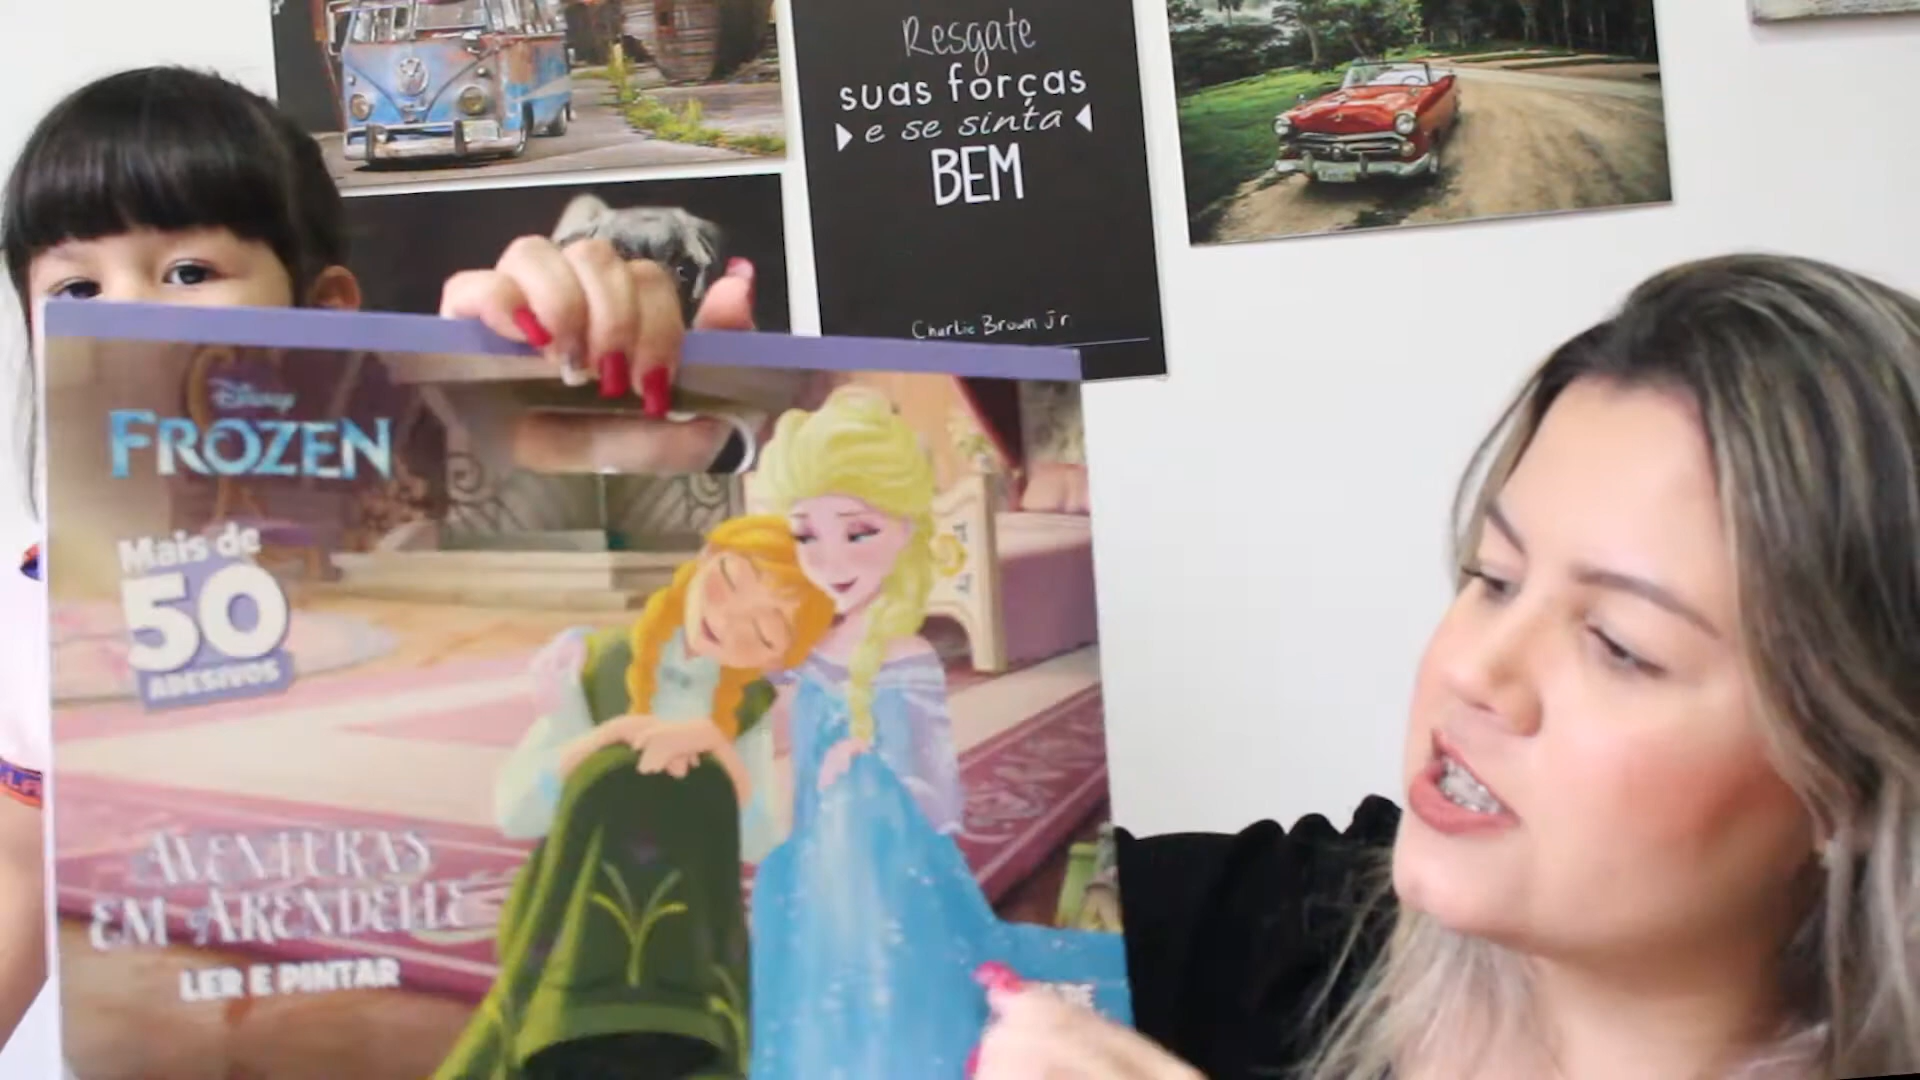 Resgate
suas forças
e se sinta
BEM
Charlie Brown Jr
Disney
FROZEN
Mais de
50
ADESIVOS
AVENTURAS
EM ARENDELLE
LER E PINTAR